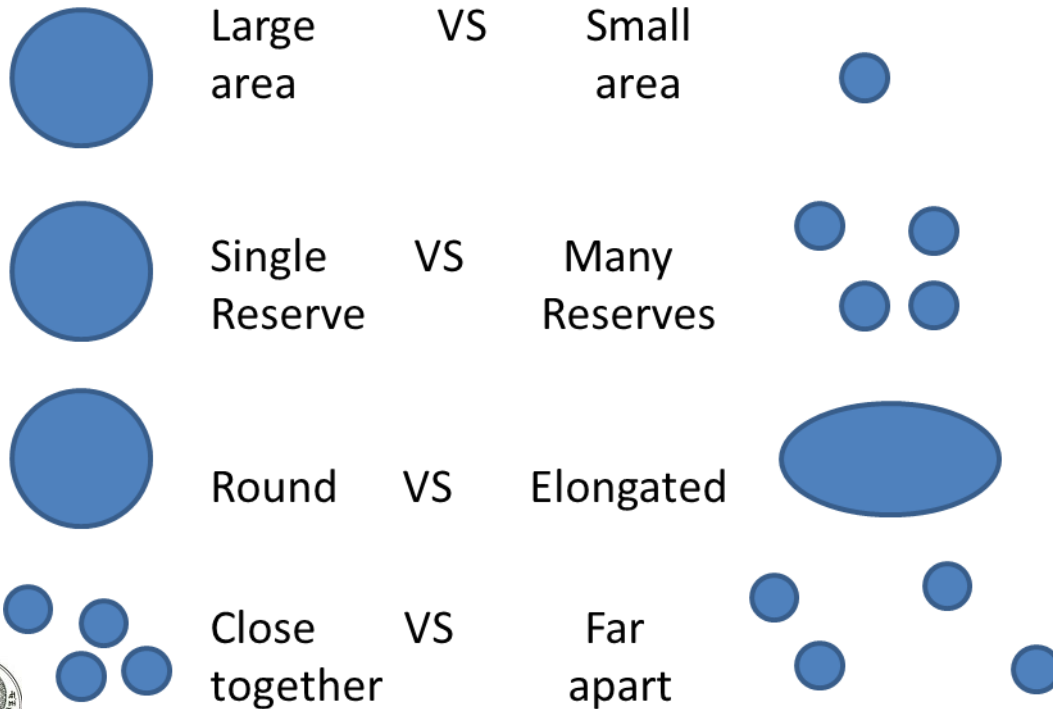 Large VS Small
area area
Single VS Many
Reserve Reserves
Round VS Elongated
Close VS Far
together apart